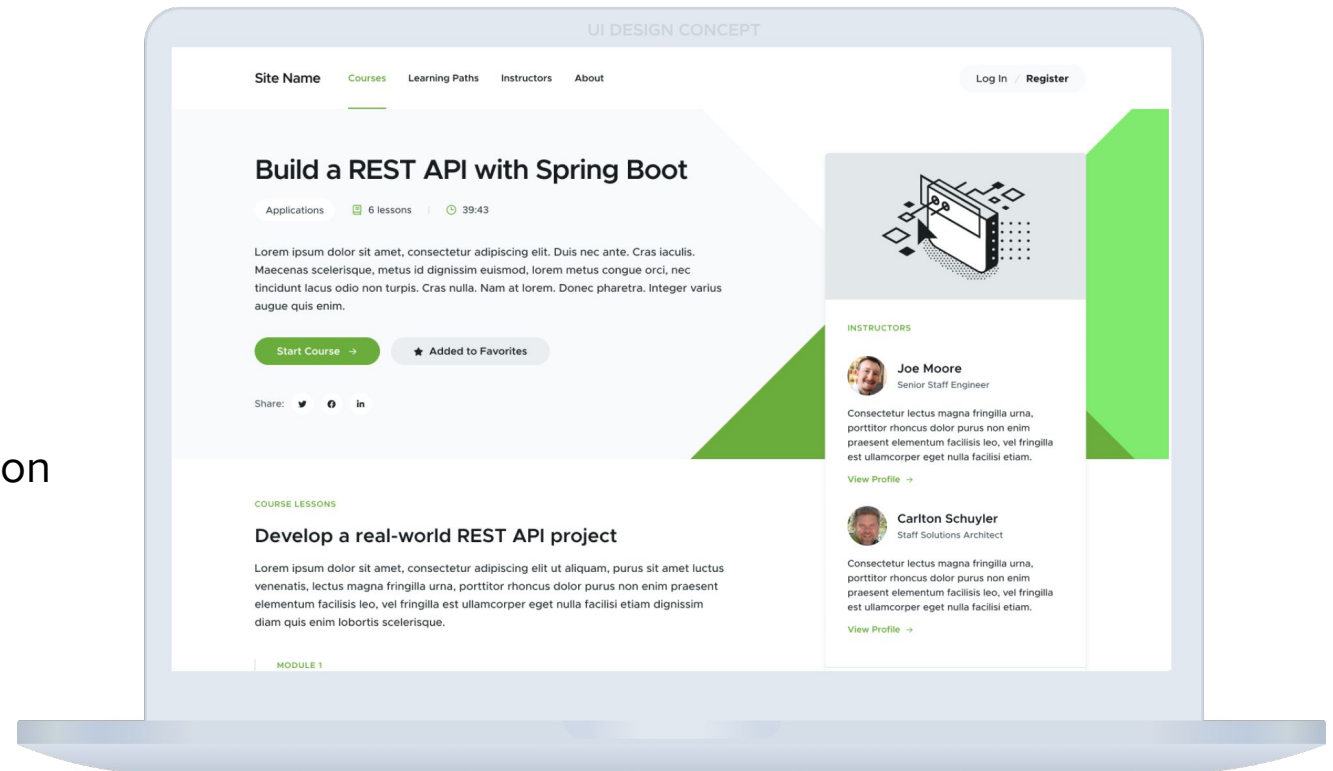 UI DESIGN CONCEPT
Site Name Courses Learning Paths Instructors About Log In / Register
Build a REST API with Spring Boot
Applications 6 lessons | 39:43
Lorem ipsum dolor sit amet, consectetur adipiscing elit. Duis nec ante. Cras iaculis.
Maecenas scelerisque, metus id dignissim euismod, lorem metus congue orci, nec
tincidunt lacus odio non turpis. Cras nulla. Nam at lorem. Donec pharetra. Integer varius
augue quis enim.
Start Course → Added to Favorites
Share: in
on
COURSE LESSONS
Develop a real-world REST API project
Lorem ipsum dolor sit amet, consectetur adipiscing elit ut aliquam, purus sit amet luctus
venenatis, lectus magna fringilla urna, porttitor rhoncus dolor purus non enim praesent
elementum facilisis leo, vel fringilla est ullamcorper eget nulla facilisi etiam dignissim
diam quis enim lobortis scelerisque.
MODULE 1
INSTRUCTORS
Joe Moore
Senior Staff Engineer
Consectetur lectus magna fringilla urna,
porttitor rhoncus dolor purus non enim
praesent elementum facilisis leo, vel fringilla
est ullamcorper eget nulla facilisi etiam.
View Profile →
Carlton Schuyler
Staff Solutions Architect
Consectetur lectus magna fringilla urna,
porttitor rhoncus dolor purus non enim
praesent elementum facilisis leo, vel fringilla
est ullamcorper eget nulla facilisi etiam.
View Profile →